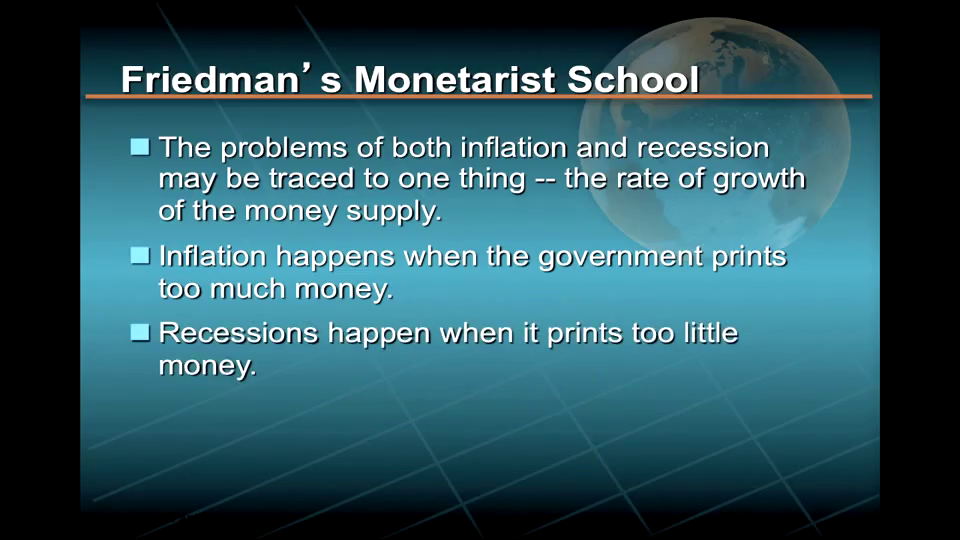 Friedman’s Monetarist School
The problems of both inflation and recession
may be traced to one thing -- the rate of growth
of the money supply.
Inflation happens when the government prints
too much money.
Recessions happen when it prints too little
money.